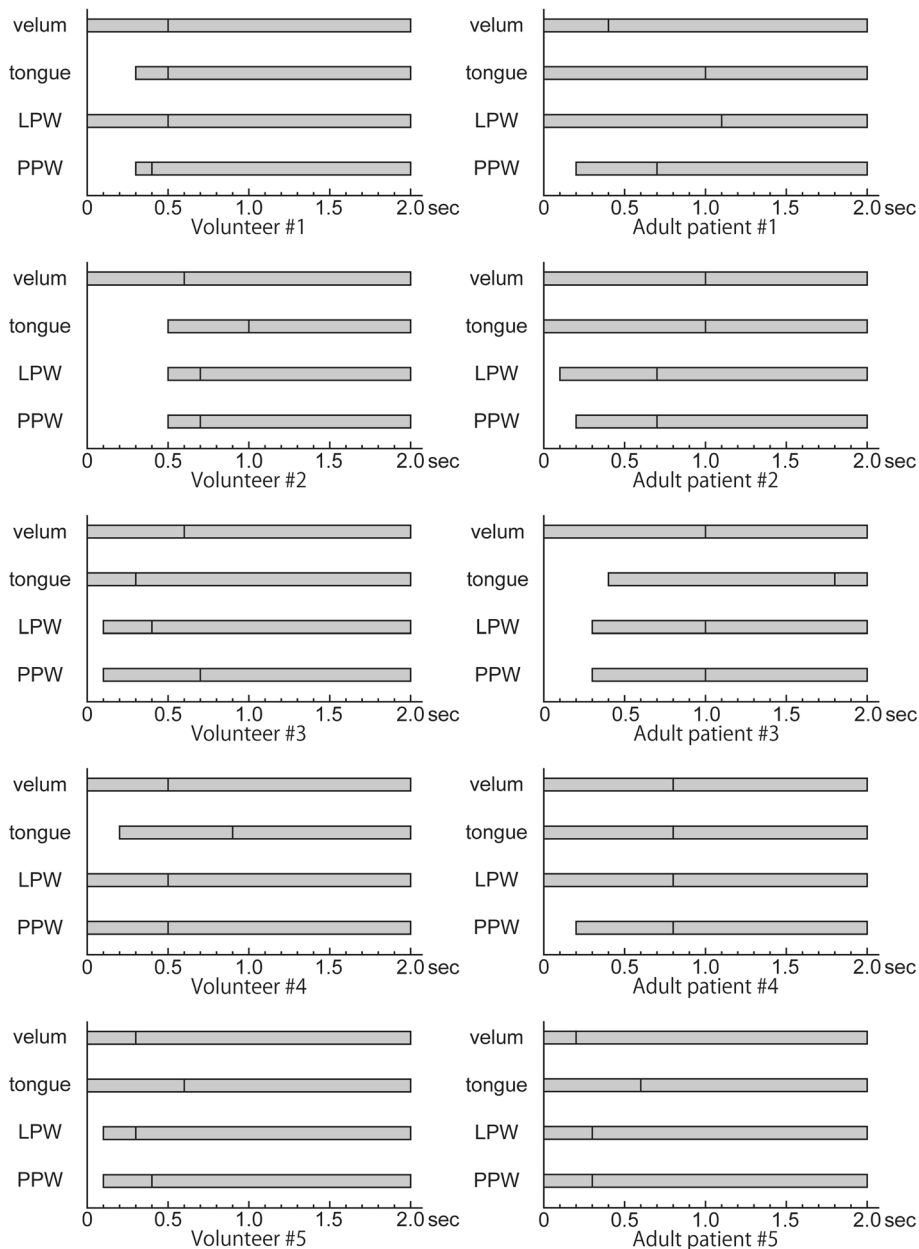 velum
tongue
LPW
PPW
0 0.5 1.0 1.5 2.0 sec
Volunteer #1
velum
tongue
LPW
PPW
0 0.5 1.0 1.5 2.0 sec
Adult patient #1
velum
tongue
LPW
PPW
0 0.5 1.0 1.5 2.0 sec
Volunteer #2
velum
tongue
LPW
PPW
0 0.5 1.0 1.5 2.0 sec
Adult patient #2
velum
tongue
LPW
PPW
0 0.5 1.0 1.5 2.0 sec
Volunteer #3
velum
tongue
LPW
PPW
0 0.5 1.0 1.5 2.0 sec
Adult patient #3
velum
tongue
LPW
PPW
0 0.5 1.0 1.5 2.0 sec
Volunteer #4
velum
tongue
LPW
PPW
0 0.5 1.0 1.5 2.0 sec
Adult patient #4
velum
tongue
LPW
PPW
0 0.5 1.0 1.5 2.0 sec
Volunteer #5
velum
tongue
LPW
PPW
0 0.5 1.0 1.5 2.0 sec
Adult patient #5